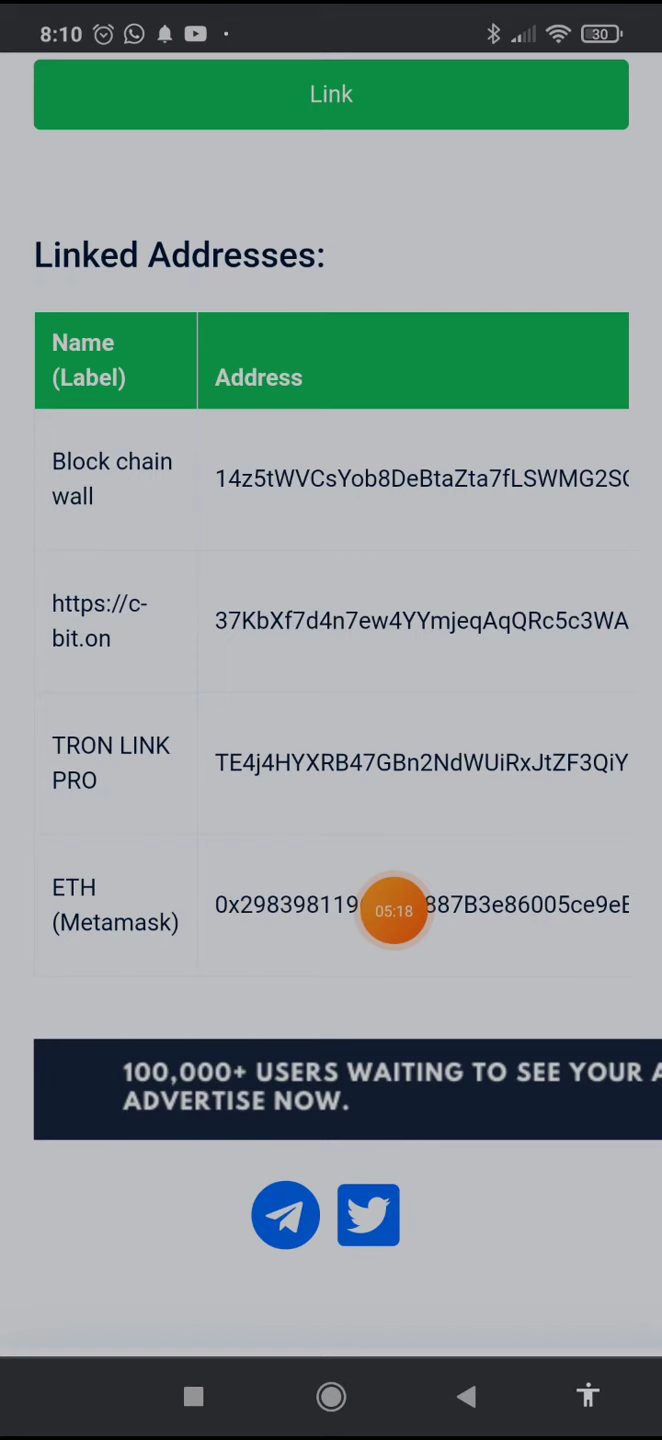 8:10
30
Link
Linked Addresses:
Name
(Label)
Address
Block chain
wall
14z5tWVCsYob8DeBtaZta7fLSWMG2S
https://c-
bit.on
37KbXf7d4n7ew4YYmjeqAqQRc5c3WA
TRON LINK
PRO
TE4j4HYXRB47GBn2NdWUiRxJtZF3QiY
ETH
(Metamask)
0x298398119
05:18
887B3e86005ce9e
100,000+ USERS WAITING TO SEE YOUR
ADVERTISE NOW.